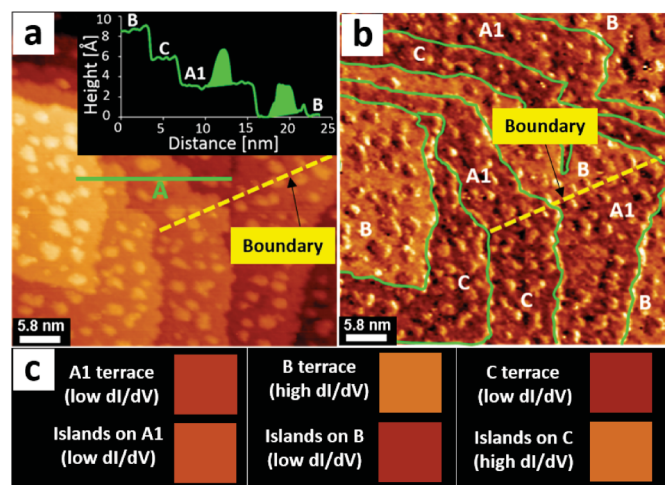 a
B
C
A1
B
Height [Å]
10
8
6
4
2
0
0
5
10
15
20
25
Distance [nm]
A
Boundary
5.8 nm
b
A1
B
C
Boundary
B
A1
A1
B
C
C
B
5.8 nm
c
A1 terrace
(low dI/dV)
Islands on A1
(low dI/dV)
B terrace
(high dI/dV)
Islands on B
(low dI/dV)
C terrace
(low dI/dV)
Islands on C
(high dI/dV)